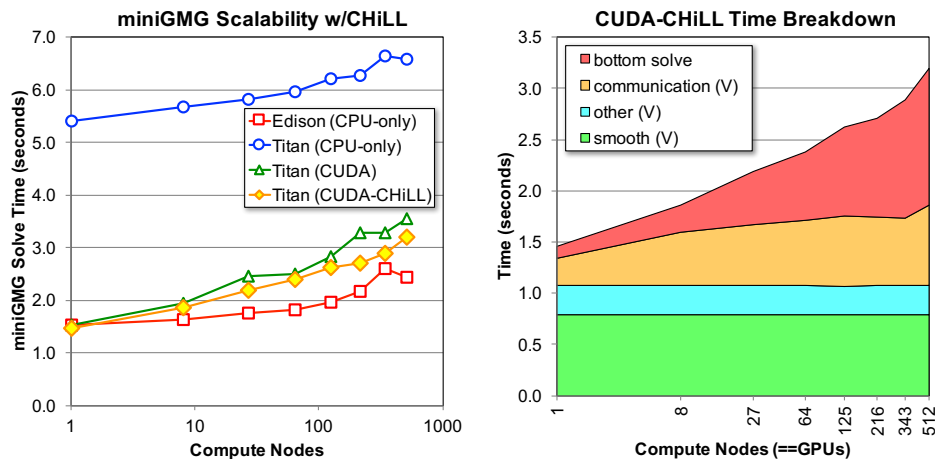 miniGMG Scalability w/CHiLL
7.0
6.0
5.0
4.0
3.0
2.0
1.0
0.0
miniGMG Solve Time (seconds)
Edison (CPU-only)
Titan (CPU-only)
Titan (CUDA)
Titan (CUDA-CHiLL)
1
10
100
1000
Compute Nodes
CUDA-CHiLL Time Breakdown
3.5
3.0
2.5
2.0
1.5
1.0
0.5
0.0
Time (seconds)
bottom solve
communication (V)
other (V)
smooth (V)
1
8
27
64
125
216
343
512
Compute Nodes (==GPUs)